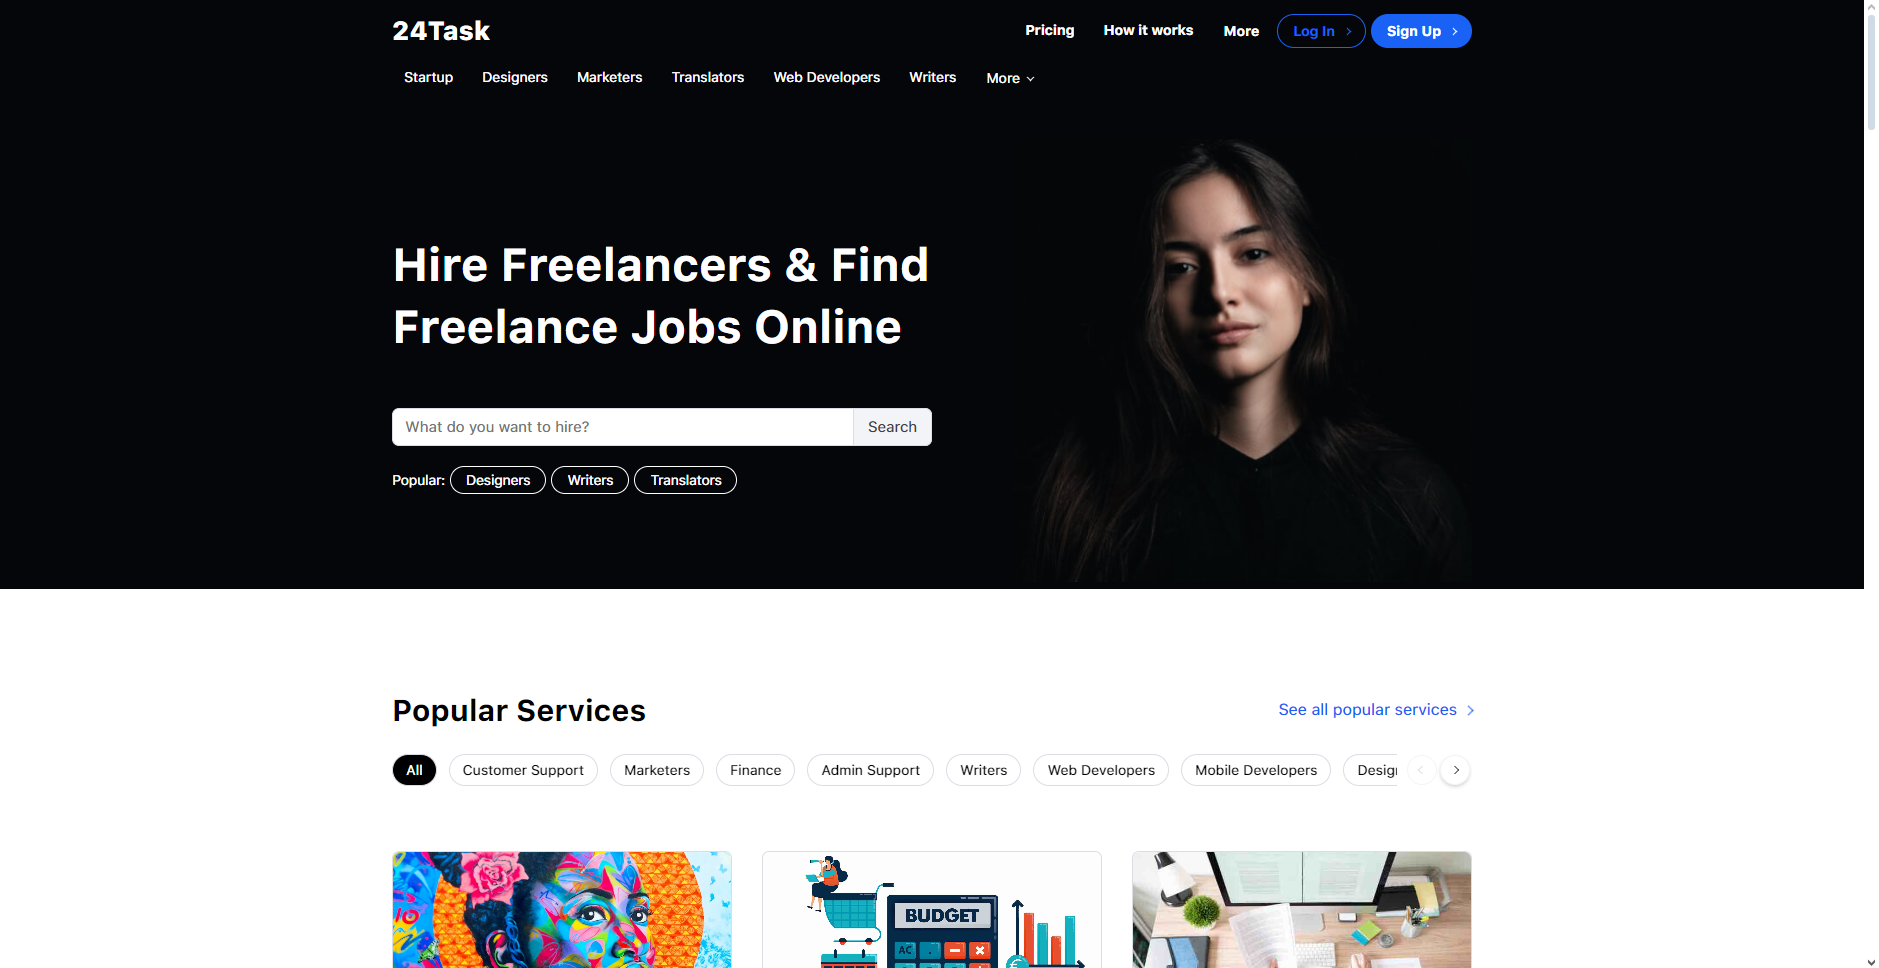 24Task
Pricing
How it works
More
Log In
Sign Up
Startup
Designers
Marketers
Translators
Web Developers
Writers
More
Hire Freelancers & Find
Freelance Jobs Online
What do you want to hire?
Search
Popular:
Designers
Writers
Translators
Popular Services
See all popular services
All
Customer Support
Marketers
Finance
Admin Support
Writers
Web Developers
Mobile Developers
BUDGET
AC